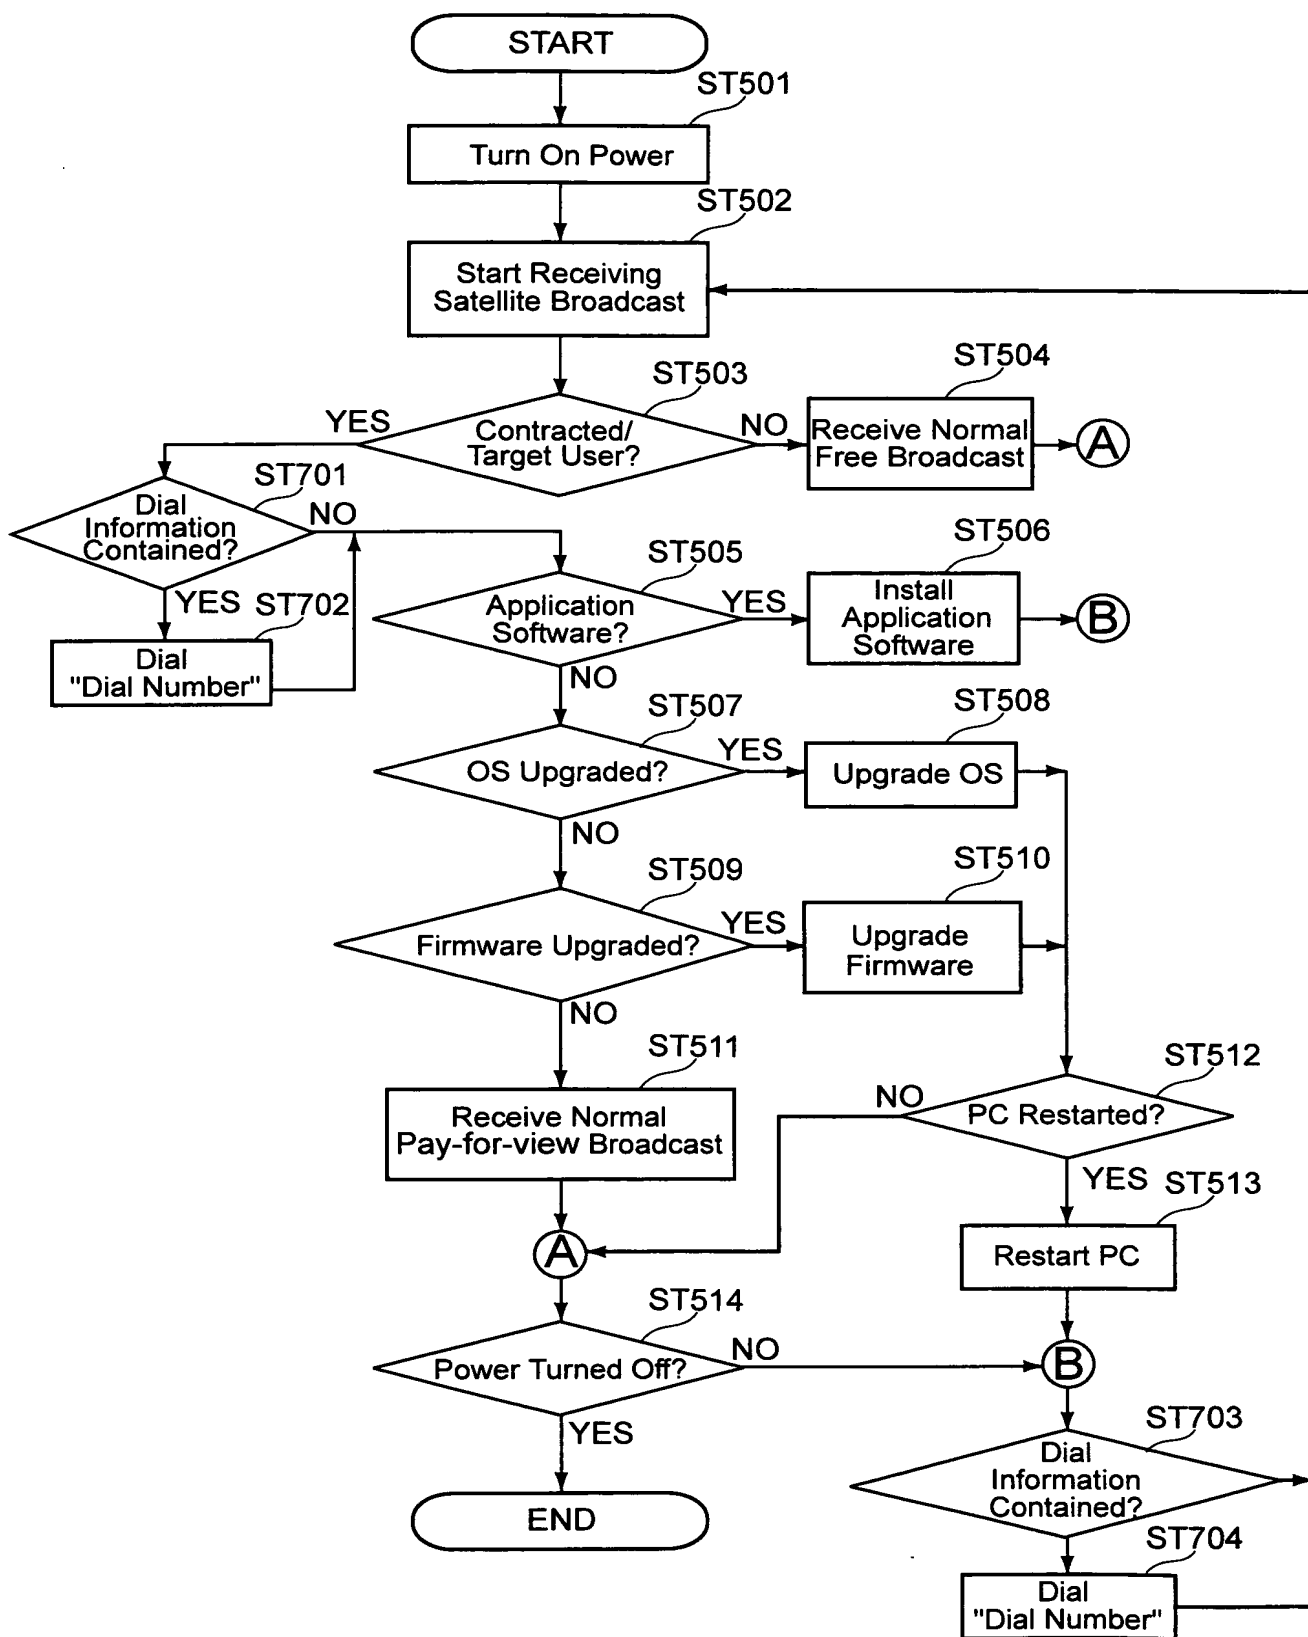 START
ST501
Turn On Power
ST502
Start Receiving
Satellite Broadcast
ST503
YES
Contracted/
Target User?
NO
ST504
Receive Normal
Free Broadcast
A
ST701
Dial
Information
Contained?
NO
YES
ST702
Dial
"Dial Number"
ST505
Application
Software?
YES
NO
ST506
Install
Application
Software
B
ST507
OS Upgraded?
YES
NO
ST508
Upgrade OS
ST509
Firmware Upgraded?
YES
NO
ST510
Upgrade
Firmware
ST511
Receive Normal
Pay-for-view Broadcast
ST512
NO
PC Restarted?
YES
ST513
Restart PC
A
ST514
Power Turned Off?
NO
YES
B
END
ST703
Dial
Information
Contained?
ST704
Dial
"Dial Number"